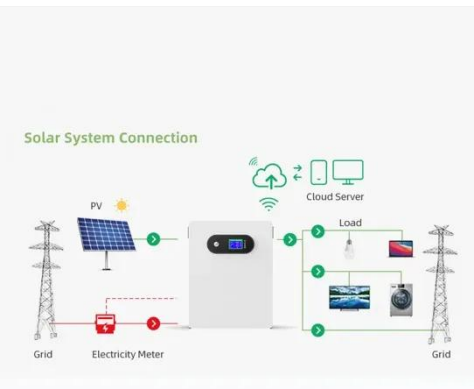 Solar System Connection
Cloud Server
PV
Load
Grid
Electricity Meter
Grid